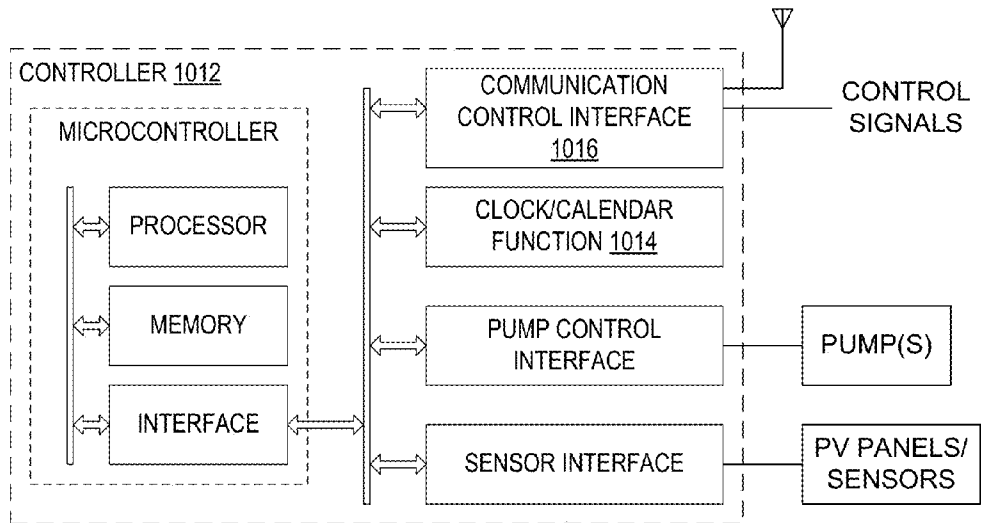 CONTROLLER 1012
MICROCONTROLLER
PROCESSOR
MEMORY
INTERFACE
COMMUNICATION
CONTROL INTERFACE
1016
CLOCK/CALENDAR
FUNCTION 1014
PUMP CONTROL
INTERFACE
SENSOR INTERFACE
CONTROL
SIGNALS
PUMP(S)
PV PANELS/
SENSORS